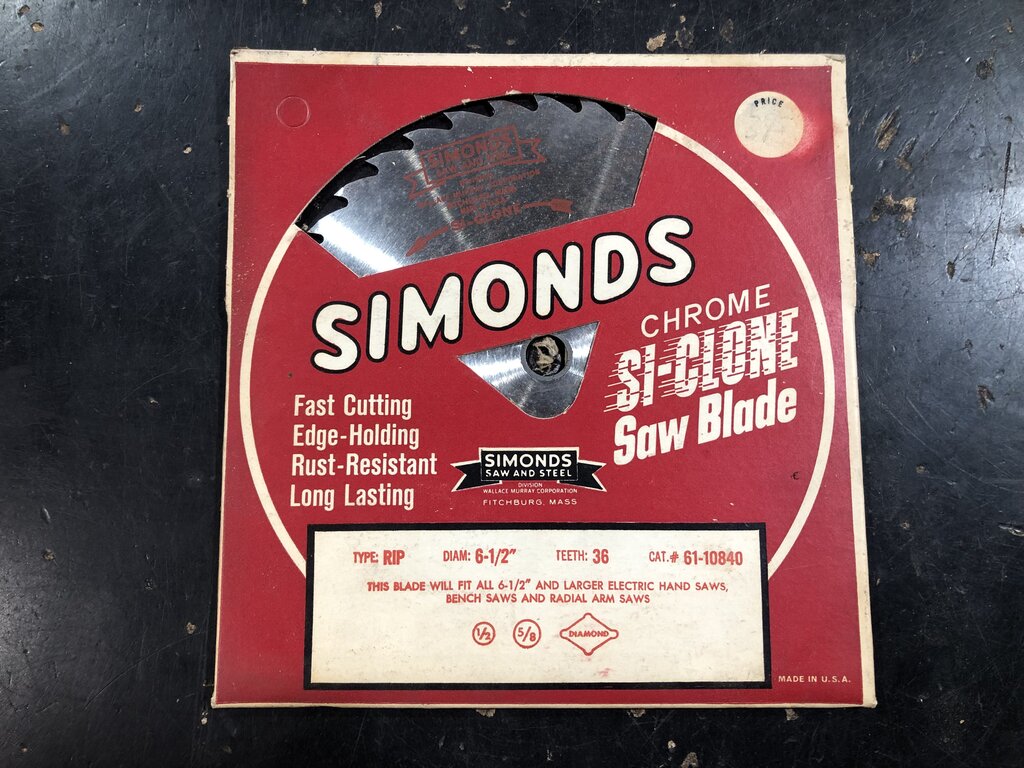 PRICE
SIMONDS
SI-CLONE
SIMONDS
CHROME
SI-CLONE
Saw Blade
Fast Cutting
Edge-Holding
Rust-Resistant
Long Lasting
SIMONDS
SAW AND STEEL
DIVISION
WALLACE MURRAY CORPORATION
FITCHBURG, MASS
TYPE: RIP DIAM: 6-1/2" TEETH: 36 CAT.# 61-10840
THIS BLADE WILL FIT ALL 6-1/2" AND LARGER ELECTRIC HAND SAWS,
BENCH SAWS AND RADIAL ARM SAWS
1/2 5/8 DIAMOND
MADE IN U.S.A.